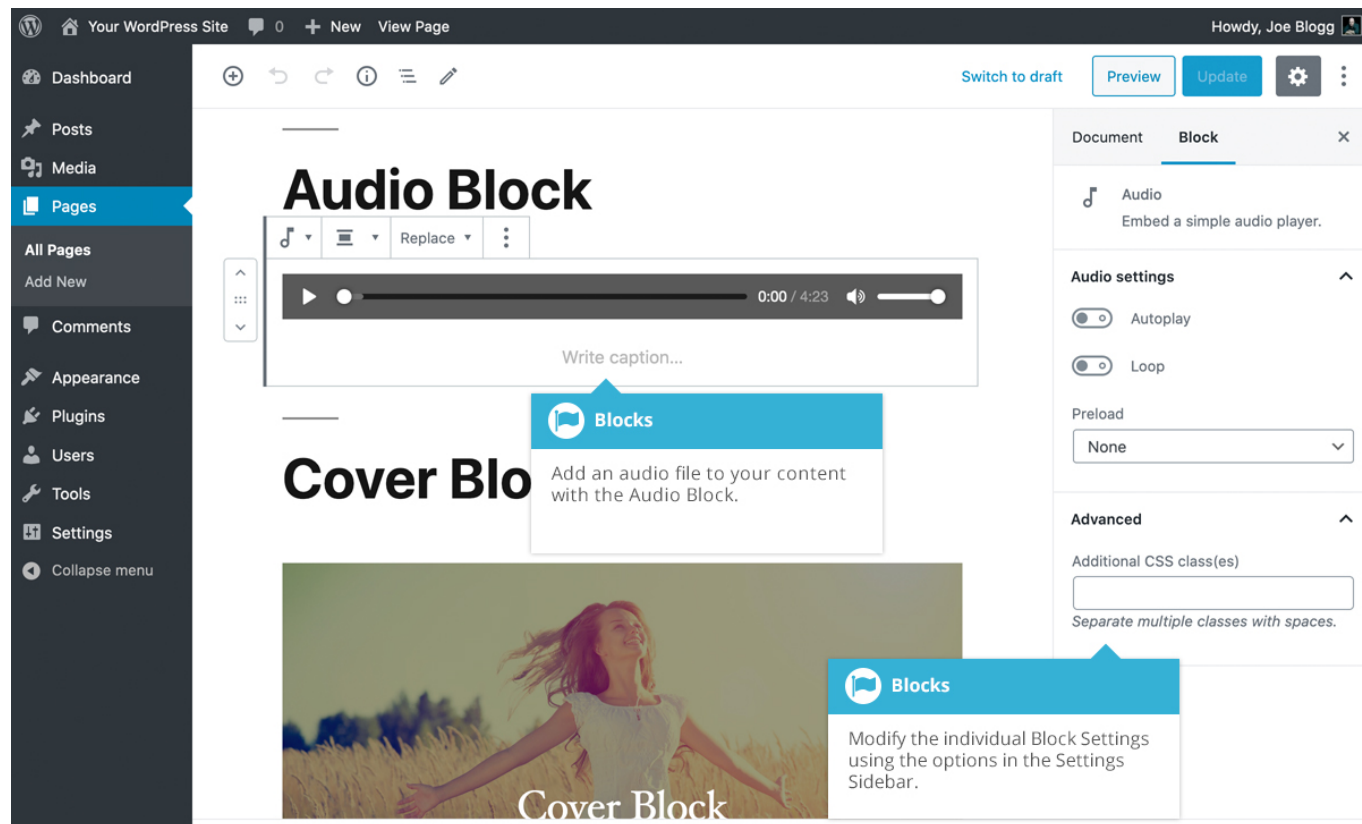 Your WordPress Site 0 New View Page Howdy, Joe Blogg
Dashboard
Posts
Media
Pages
All Pages
Add New
Comments
Appearance
Plugins
Users
Tools
Settings
Collapse menu
Switch to draft Preview Update
Audio Block
Replace
0:00 / 4:23
Write caption...
Blocks
Add an audio file to your content
with the Audio Block.
Cover Blo
Cover Block
Document Block
Audio
Embed a simple audio player.
Audio settings
Autoplay
Loop
Preload
None
Advanced
Additional CSS class(es)
Separate multiple classes with spaces.
Blocks
Modify the individual Block Settings
using the options in the Settings
Sidebar.